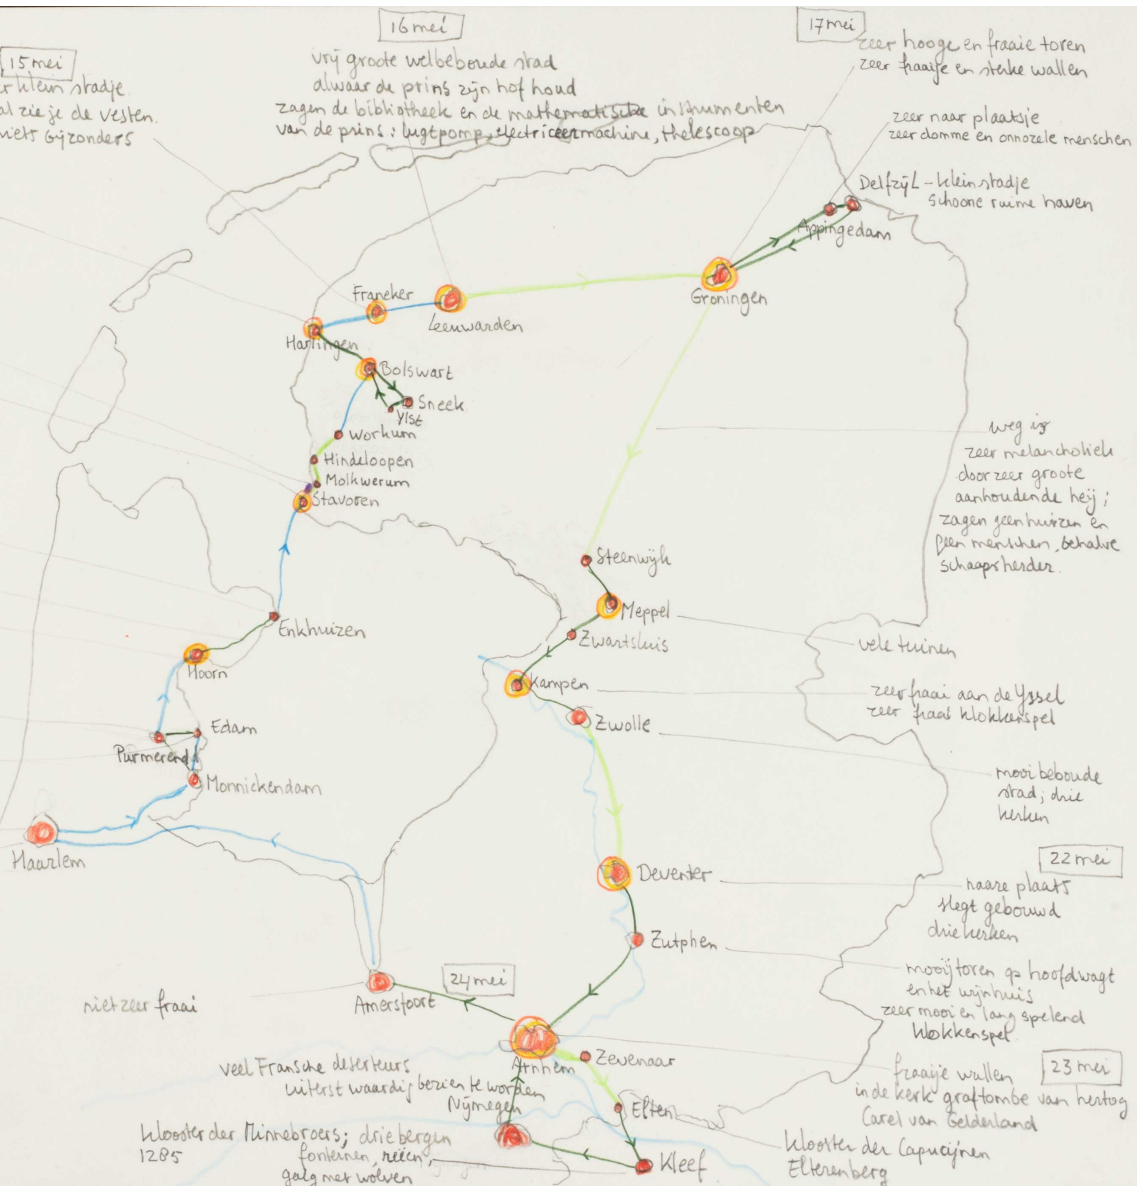 15 mei
r klein stadje
al zie je de vesten.
niets Gijzonders
16 mei
vrij groote welbeboude stad
alwaar de prins zijn hof houd
zagen de bibliotheek en de mathematische instrumenten
van de prins: lugtpomp, electriceermachine, thelescoop
17 mei
zeer hooge en fraaie toren
zeer fraaije en sterke wallen
zeer naar plaatsje
zeer domme en onnozele menschen
Delfzijl - klein stadje
schoone ruime haven
Appingedam
Groningen
Franeker
Leeuwarden
Harlingen
Bolswart
Sneek
Ylst
Workum
Hindeloopen
Molkwerum
Stavoren
weg is
zeer melancholiek
door zeer groote
aanhoudende heij;
zagen geen huizen en
geen menschen, behalve
schaapsherder.
Steenwijk
Meppel
vele tuinen
Zwartsluis
Enkhuizen
Hoorn
Kampen
zeer fraai aan de Yssel
zeer fraai klokkenspel
Zwolle
mooi beboude
stad; drie
kerken
Edam
Purmerend
Monnickendam
Haarlem
Deventer
22 mei
naare plaats
slegt gebouwd
drie kerken
Zutphen
mooij toren op hoofdwagt
en het wijnhuis
zeer mooi en lang spelend
klokkenspel
24 mei
Amersfoort
niet zeer fraai
Arnhem
Zevenaar
23 mei
fraaije wallen
in de kerk graftombe van hertog
Carel van Gelderland
veel Fransche deserteurs
uiterst waardij bezien te worden
Nijmegen
Elten
Klooster der Capucijnen
Elterenberg
Klooster der Minnebroers; drie bergen
1285
fonteinen, reëen,
galg met wolven
Kleef